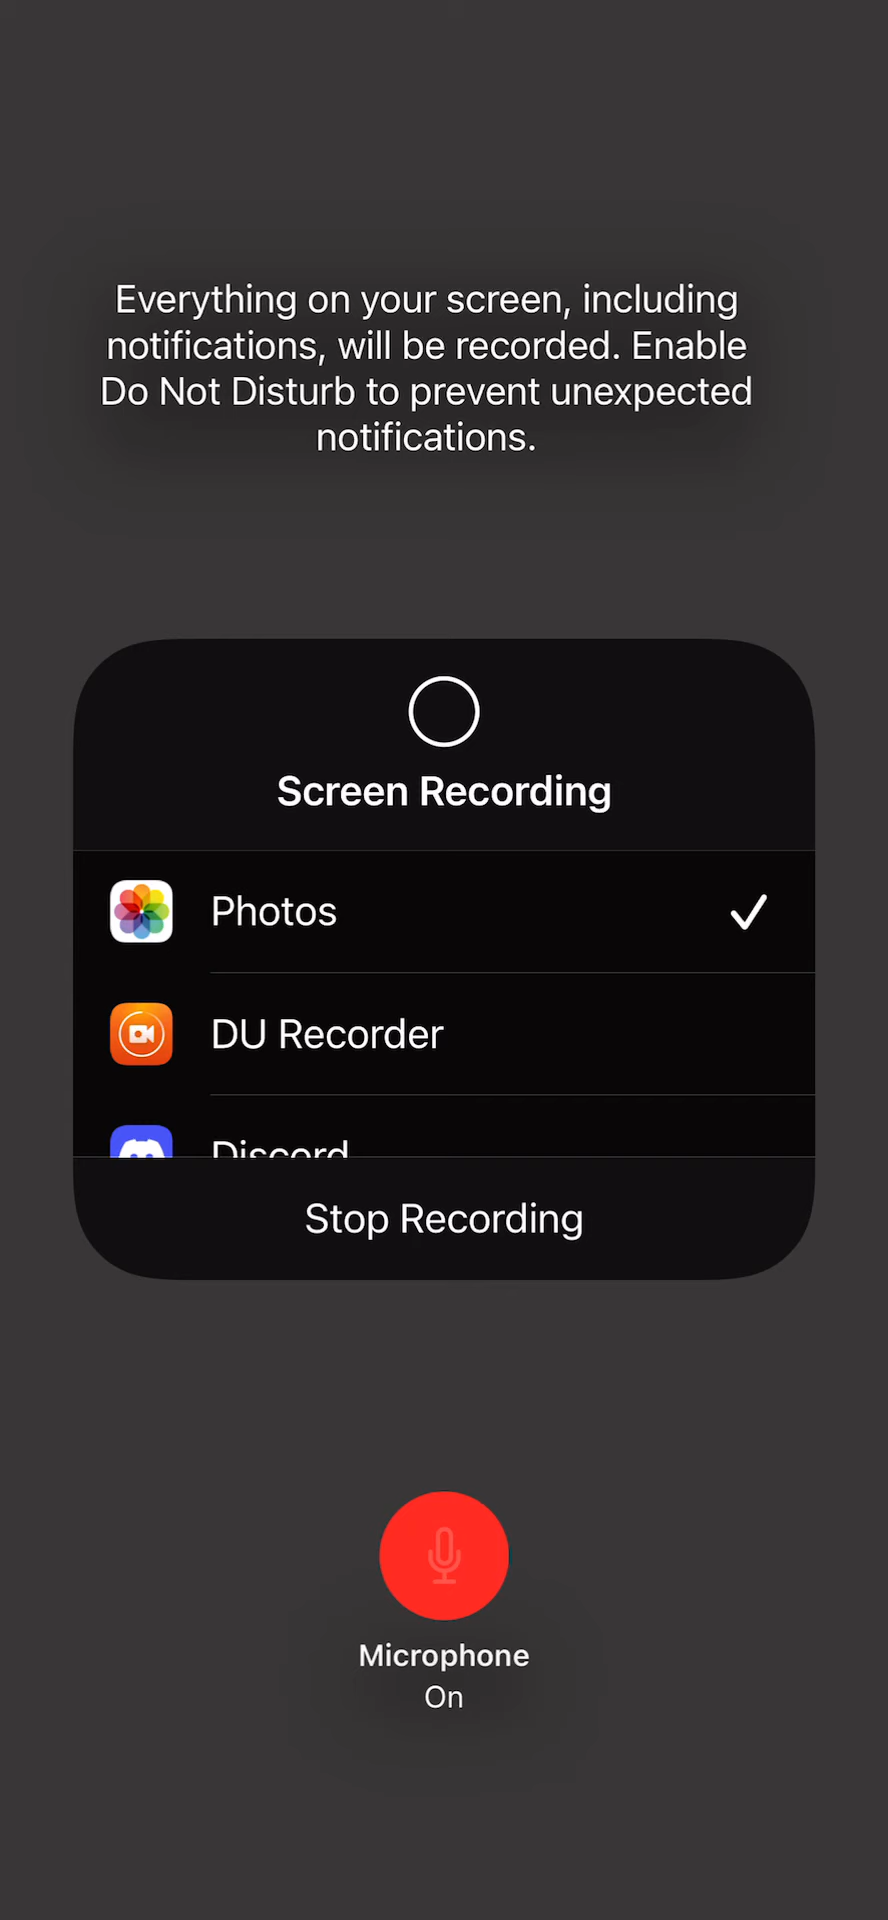 Everything on your screen, including
notifications, will be recorded. Enable
Do Not Disturb to prevent unexpected
notifications.
Screen Recording
Photos
DU Recorder
Discord
Stop Recording
Microphone
On